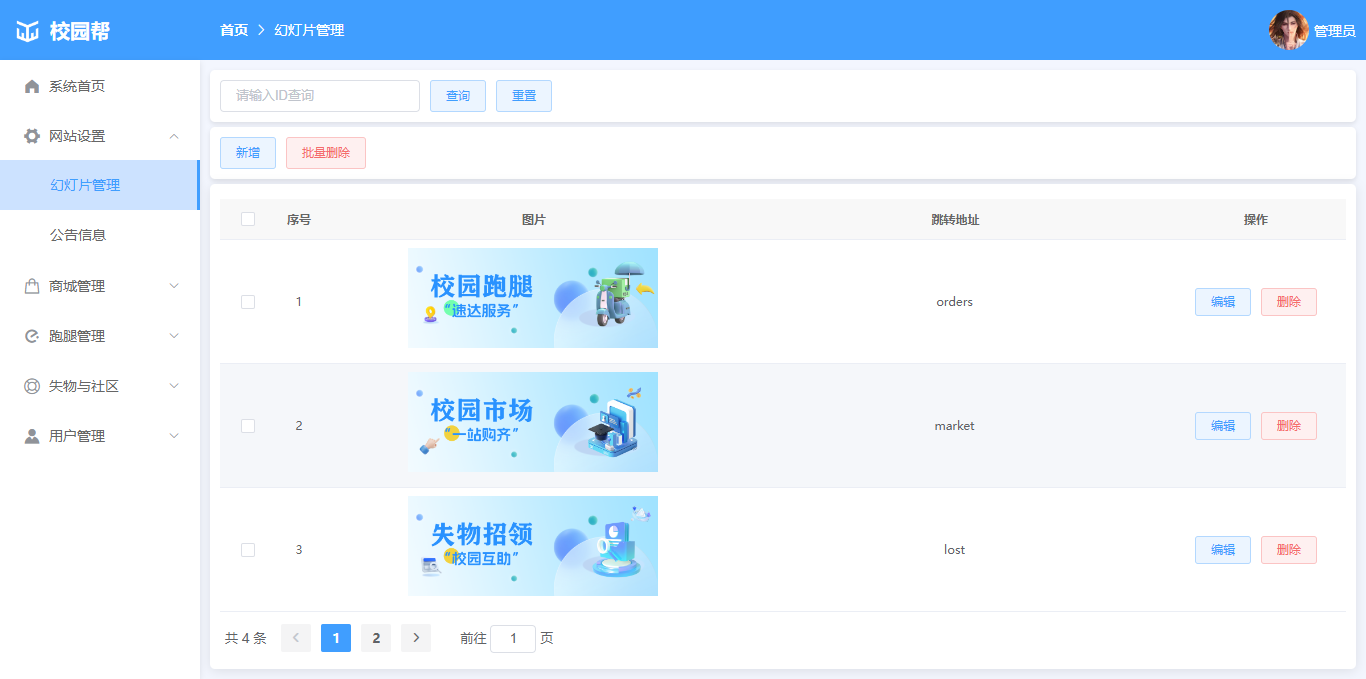 校园帮
首页 > 幻灯片管理
管理员
系统首页
网站设置
幻灯片管理
公告信息
商城管理
跑腿管理
失物与社区
用户管理
请输入ID查询 查询 重置
新增 批量删除
序号 图片 跳转地址 操作
1
校园跑腿
“速达服务”
orders 编辑 删除
2
校园市场
“一站购齐”
market 编辑 删除
3
失物招领
“校园互助”
lost 编辑 删除
共 4 条 < 1 2 > 前往 1 页